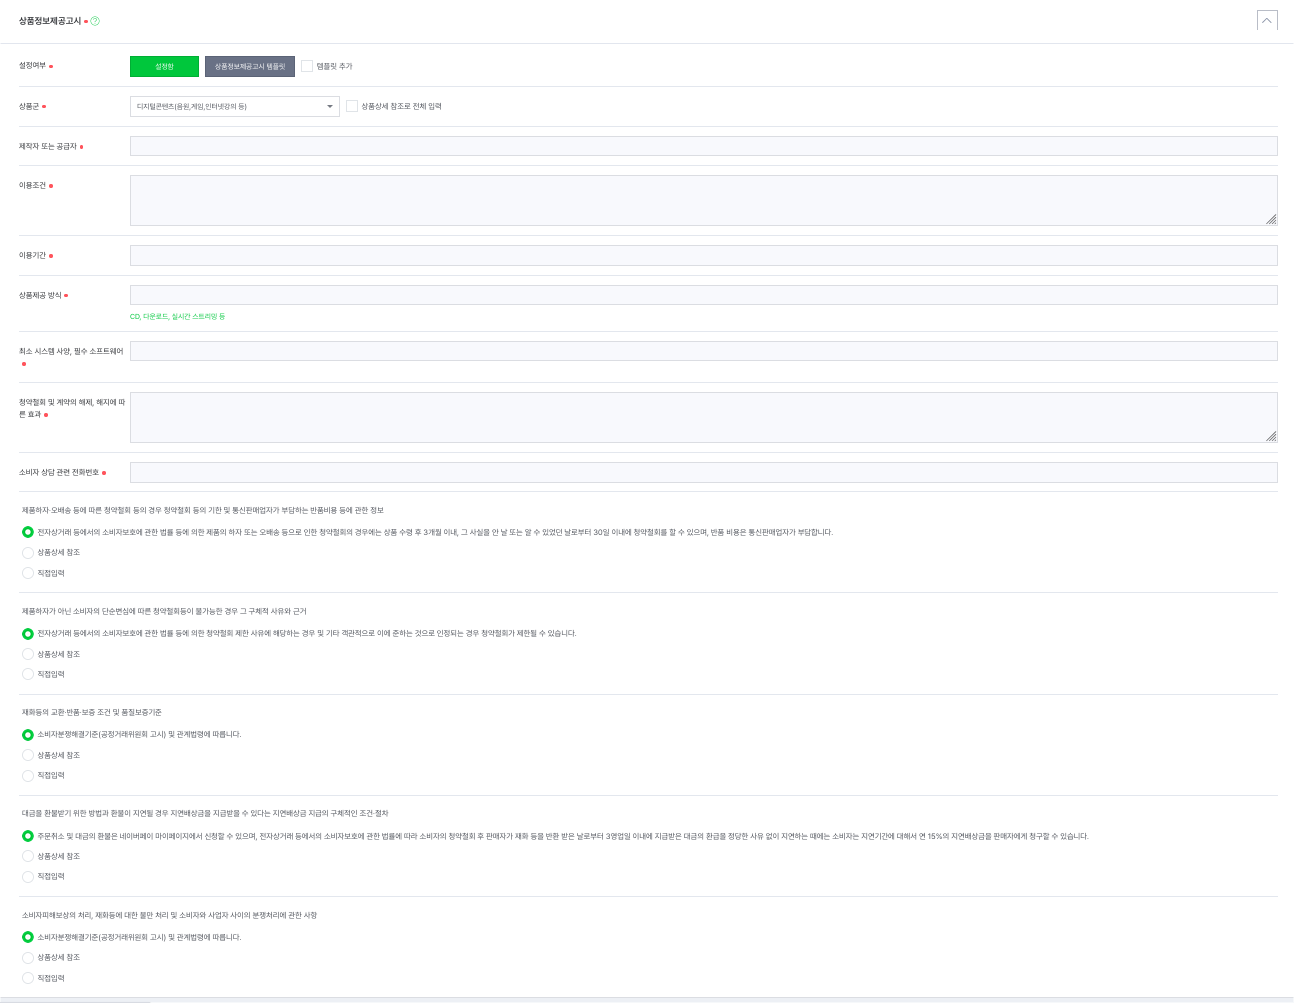 상품정보제공고시
설정여부 설정함 상품정보제공고시 템플릿 템플릿 추가
상품군 디지털콘텐츠(음원,게임,인터넷강의 등) 상품상세 참조로 전체 입력
제작자 또는 공급자
이용조건
이용기간
상품제공 방식
CD, 다운로드, 실시간 스트리밍 등
최소 시스템 사양, 필수 소프트웨어
청약철회 및 계약의 해제, 해지에 따
른 효과
소비자 상담 관련 전화번호
제품하자·오배송 등에 따른 청약철회 등의 경우 청약철회 등의 기한 및 통신판매업자가 부담하는 반품비용 등에 관한 정보
전자상거래 등에서의 소비자보호에 관한 법률 등에 의한 제품의 하자 또는 오배송 등으로 인한 청약철회의 경우에는 상품 수령 후 3개월 이내, 그 사실을 안 날 또는 알 수 있었던 날로부터 30일 이내에 청약철회를 할 수 있으며, 반품 비용은 통신판매업자가 부담합니다.
상품상세 참조
직접입력
제품하자가 아닌 소비자의 단순변심에 따른 청약철회등이 불가능한 경우 그 구체적 사유와 근거
전자상거래 등에서의 소비자보호에 관한 법률 등에 의한 청약철회 제한 사유에 해당하는 경우 및 기타 객관적으로 이에 준하는 것으로 인정되는 경우 청약철회가 제한될 수 있습니다.
상품상세 참조
직접입력
재화등의 교환·반품·보증 조건 및 품질보증기준
소비자분쟁해결기준(공정거래위원회 고시) 및 관계법령에 따릅니다.
상품상세 참조
직접입력
대금을 환불받기 위한 방법과 환불이 지연될 경우 지연배상금을 지급받을 수 있다는 지연배상금 지급의 구체적인 조건·절차
주문취소 및 대금의 환불은 네이버페이 마이페이지에서 신청할 수 있으며, 전자상거래 등에서의 소비자보호에 관한 법률에 따라 소비자의 청약철회 후 판매자가 재화 등을 반환 받은 날로부터 3영업일 이내에 지급받은 대금의 환급을 정당한 사유 없이 지연하는 때에는 소비자는 지연기간에 대해서 연 15%의 지연배상금을 판매자에게 청구할 수 있습니다.
상품상세 참조
직접입력
소비자피해보상의 처리, 재화등에 대한 불만 처리 및 소비자와 사업자 사이의 분쟁처리에 관한 사항
소비자분쟁해결기준(공정거래위원회 고시) 및 관계법령에 따릅니다.
상품상세 참조
직접입력